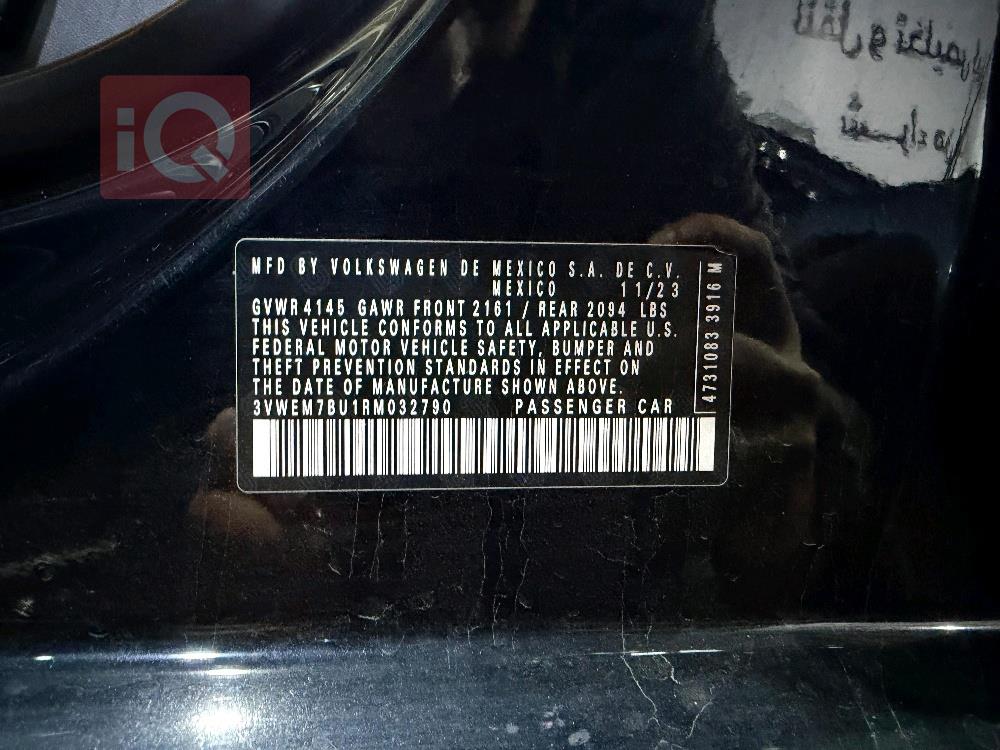 iQ
MFD BY VOLKSWAGEN DE MEXICO S.A. DE C.V.
MEXICO 11/23
GVWR 4145 GAWR FRONT 2161 / REAR 2094 LBS
THIS VEHICLE CONFORMS TO ALL APPLICABLE U.S.
FEDERAL MOTOR VEHICLE SAFETY, BUMPER AND
THEFT PREVENTION STANDARDS IN EFFECT ON
THE DATE OF MANUFACTURE SHOWN ABOVE.
3VWEM7BU1RM032790 PASSENGER CAR
4731083 3916 M